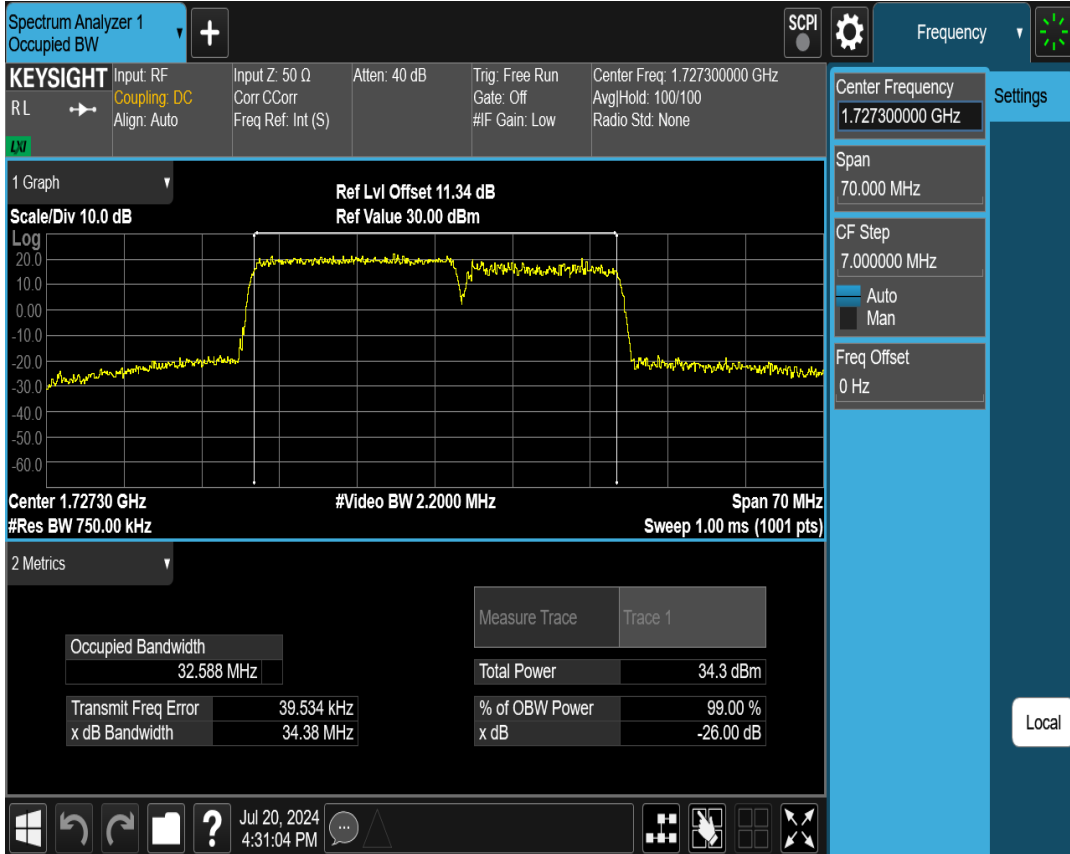 Spectrum Analyzer 1
Occupied BW
+
SCPI
Frequency
KEYSIGHT
RL
LXI
Input: RF
Coupling: DC
Align: Auto
Input Z: 50 Ω
Corr CCorr
Freq Ref: Int (S)
Atten: 40 dB
Trig: Free Run
Gate: Off
#IF Gain: Low
Center Freq: 1.727300000 GHz
Avg|Hold: 100/100
Radio Std: None
Center Frequency
1.727300000 GHz
Settings
Span
70.000 MHz
CF Step
7.000000 MHz
Auto
Man
Freq Offset
0 Hz
Local
1 Graph
Scale/Div 10.0 dB
Ref Lvl Offset 11.34 dB
Ref Value 30.00 dBm
Log
20.0
10.0
0.00
-10.0
-20.0
-30.0
-40.0
-50.0
-60.0
Center 1.72730 GHz
#Video BW 2.2000 MHz
Span 70 MHz
#Res BW 750.00 kHz
Sweep 1.00 ms (1001 pts)
2 Metrics
Measure Trace Trace 1
Occupied Bandwidth
32.588 MHz
Total Power 34.3 dBm
Transmit Freq Error 39.534 kHz
% of OBW Power 99.00 %
x dB Bandwidth 34.38 MHz
x dB -26.00 dB
?
Jul 20, 2024
4:31:04 PM